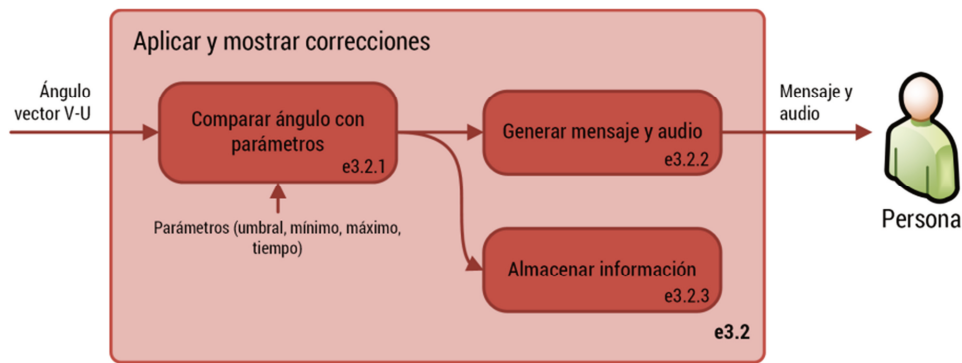 Aplicar y mostrar correcciones
Ángulo
vector V-U
Comparar ángulo con
parámetros
e3.2.1
Generar mensaje y audio
e3.2.2
Mensaje y
audio
Persona
Parámetros (umbral, mínimo, máximo,
tiempo)
Almacenar información
e3.2.3
e3.2